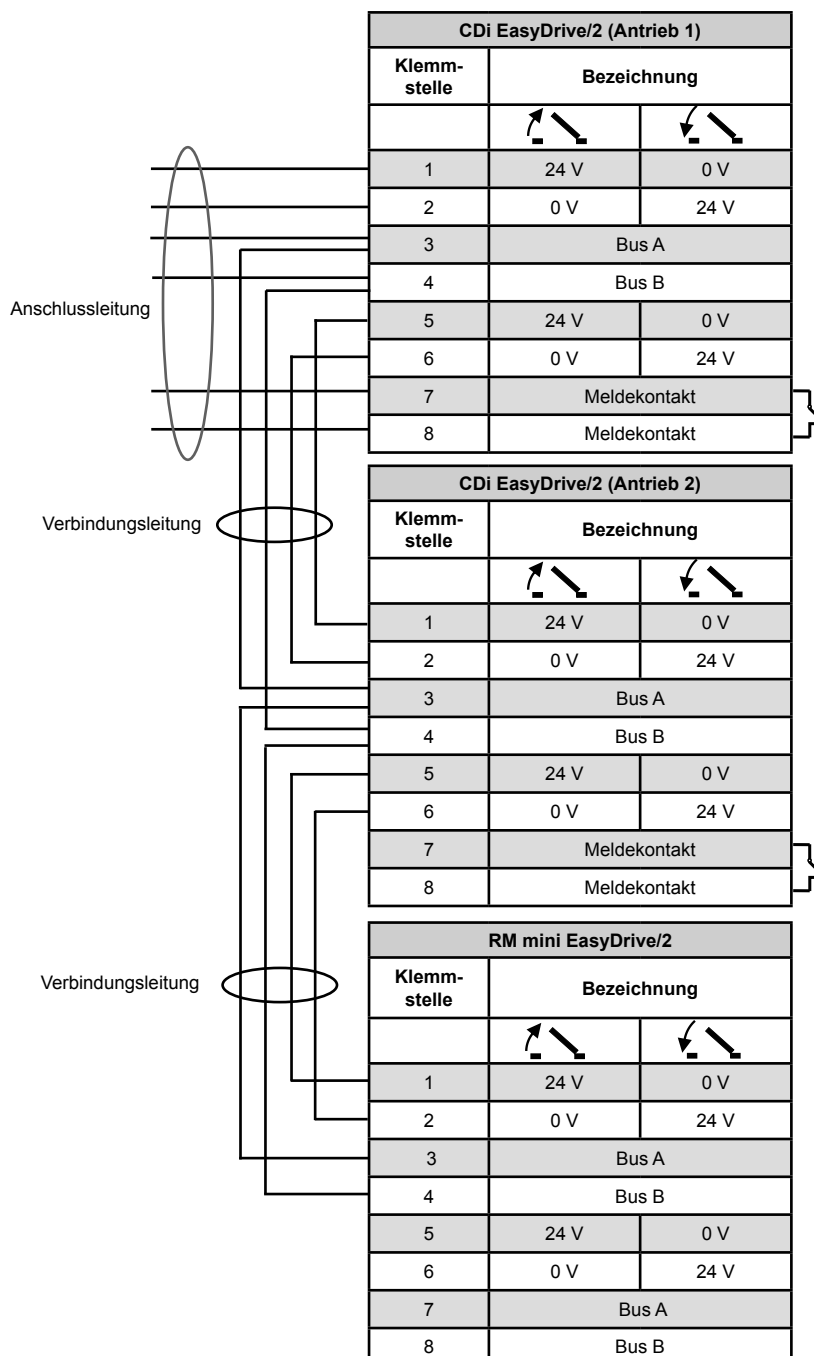 CDi EasyDrive/2 (Antrieb 1)
Klemm-
stelle
Bezeichnung
1 24 V 0 V
2 0 V 24 V
3 Bus A
4 Bus B
Anschlussleitung
5 24 V 0 V
6 0 V 24 V
7 Meldekontakt
8 Meldekontakt
CDi EasyDrive/2 (Antrieb 2)
Verbindungsleitung
Klemm-
stelle
Bezeichnung
1 24 V 0 V
2 0 V 24 V
3 Bus A
4 Bus B
5 24 V 0 V
6 0 V 24 V
7 Meldekontakt
8 Meldekontakt
RM mini EasyDrive/2
Verbindungsleitung
Klemm-
stelle
Bezeichnung
1 24 V 0 V
2 0 V 24 V
3 Bus A
4 Bus B
5 24 V 0 V
6 0 V 24 V
7 Bus A
8 Bus B